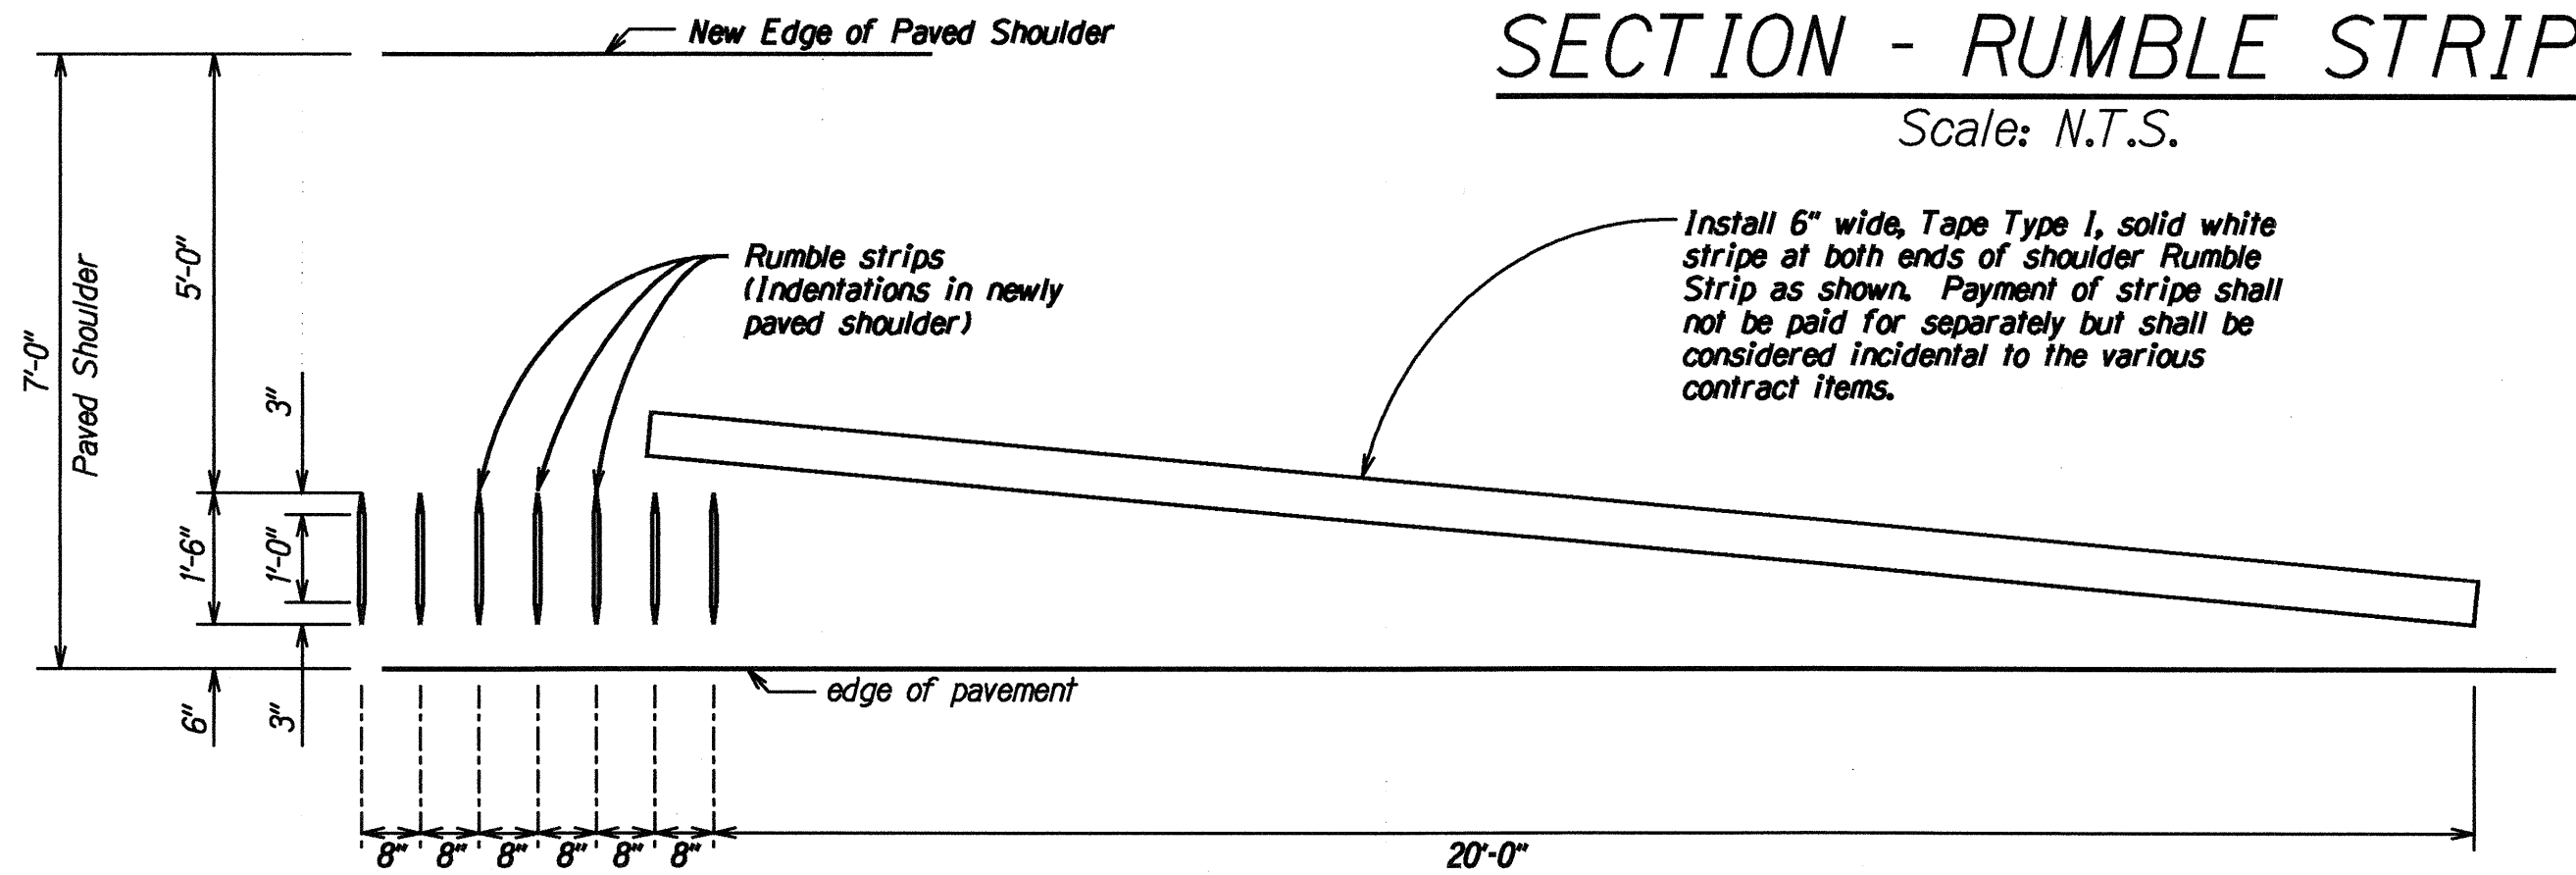 New Edge of Paved Shoulder
SECTION - RUMBLE STRIP
Scale: N.T.S.
7'-0"
Paved Shoulder
5'-0"
3"
1'-6"
1'-0"
6"
3"
Rumble strips
(Indentations in newly
paved shoulder)
Install 6" wide, Tape Type I, solid white
stripe at both ends of shoulder Rumble
Strip as shown. Payment of stripe shall
not be paid for separately but shall be
considered incidental to the various
contract items.
edge of pavement
8" 8" 8" 8" 8" 8"
20'-0"